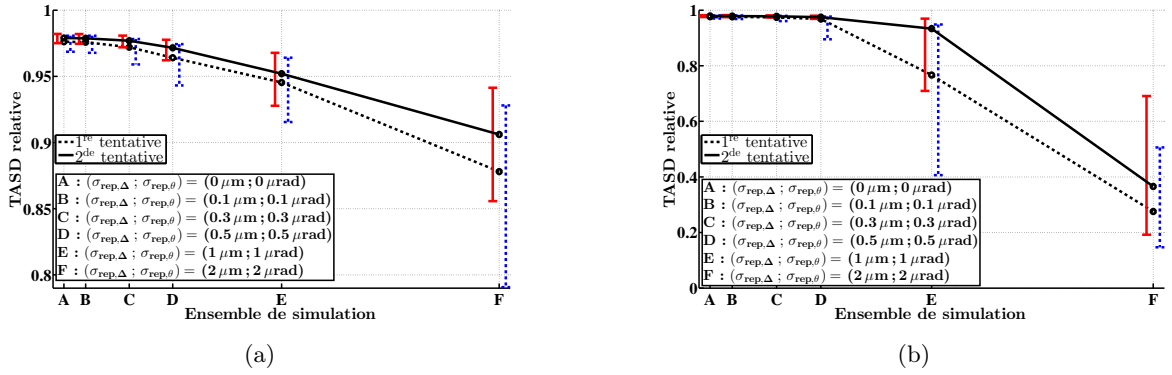 1
0.95
0.9
0.85
0.8
TASD relative
1ʳᵉ tentative
2ᵈᵉ tentative
A : (σrep,Δ ; σrep,θ) = (0 μm ; 0 μrad)
B : (σrep,Δ ; σrep,θ) = (0.1 μm ; 0.1 μrad)
C : (σrep,Δ ; σrep,θ) = (0.3 μm ; 0.3 μrad)
D : (σrep,Δ ; σrep,θ) = (0.5 μm ; 0.5 μrad)
E : (σrep,Δ ; σrep,θ) = (1 μm ; 1 μrad)
F : (σrep,Δ ; σrep,θ) = (2 μm ; 2 μrad)
A B C D E F
Ensemble de simulation
(a)
1
0.8
0.6
0.4
0.2
0
TASD relative
1ʳᵉ tentative
2ᵈᵉ tentative
A : (σrep,Δ ; σrep,θ) = (0 μm ; 0 μrad)
B : (σrep,Δ ; σrep,θ) = (0.1 μm ; 0.1 μrad)
C : (σrep,Δ ; σrep,θ) = (0.3 μm ; 0.3 μrad)
D : (σrep,Δ ; σrep,θ) = (0.5 μm ; 0.5 μrad)
E : (σrep,Δ ; σrep,θ) = (1 μm ; 1 μrad)
F : (σrep,Δ ; σrep,θ) = (2 μm ; 2 μrad)
A B C D E F
Ensemble de simulation
(b)